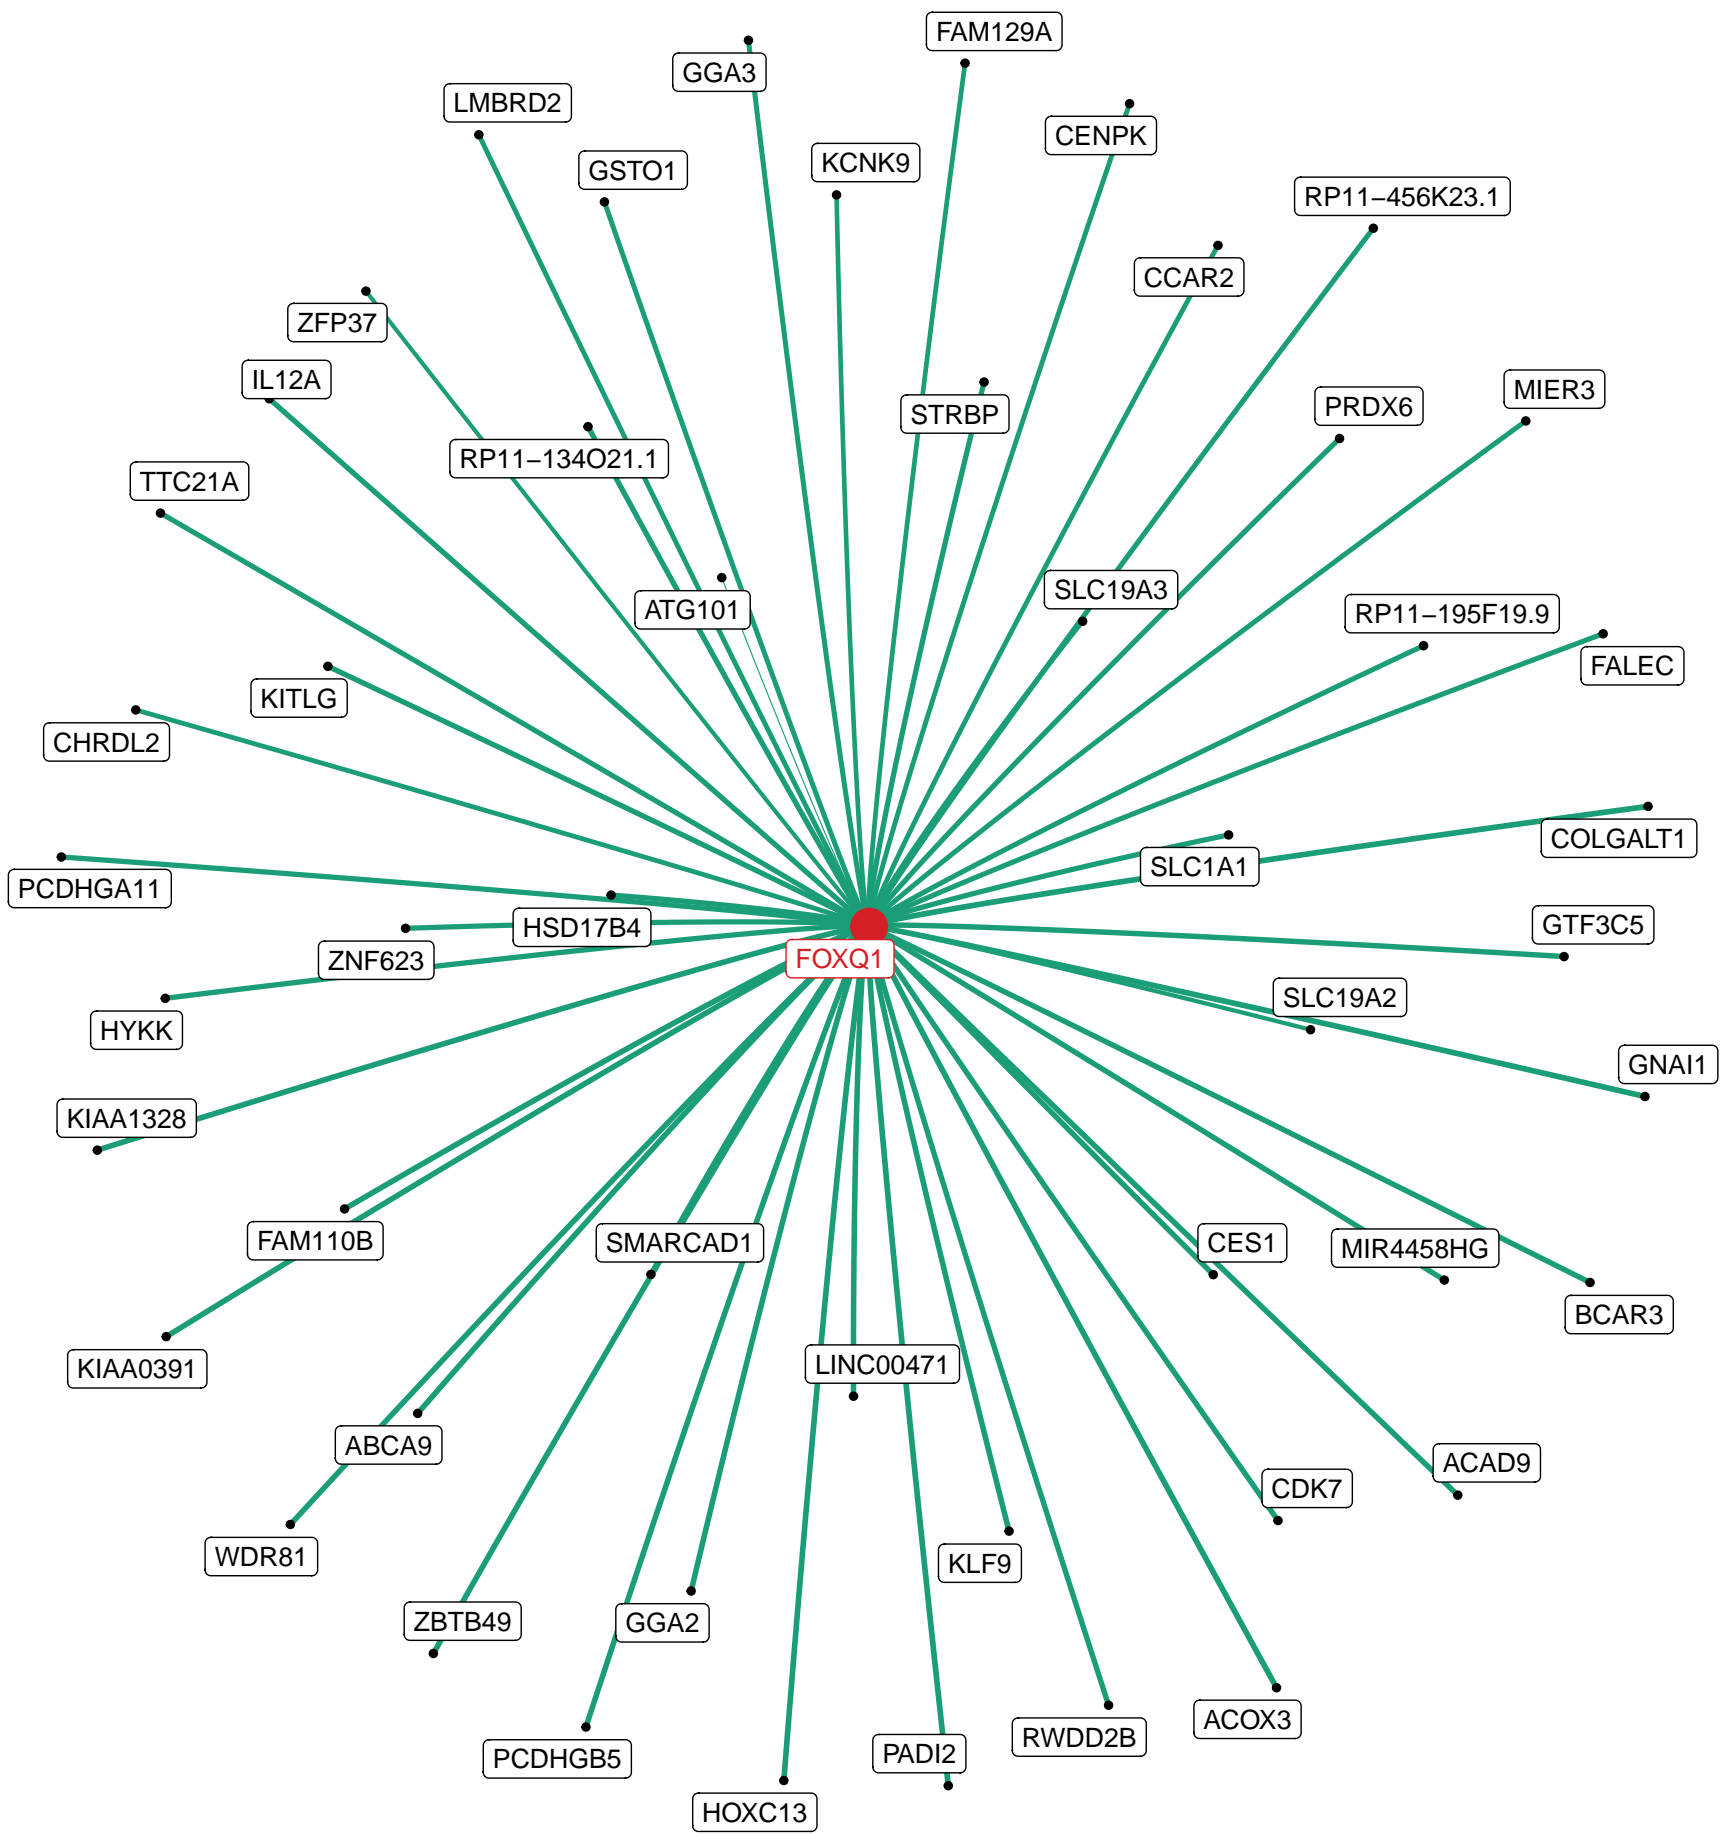 FAM129A
GGA3
LMBRD2
CENPK
KCNK9
GSTO1
RP11−456K23.1
CCAR2
ZFP37
IL12A
MIER3
PRDX6
STRBP
RP11−134O21.1
TTC21A
SLC19A3
ATG101
RP11−195F19.9
FALEC
KITLG
CHRDL2
COLGALT1
SLC1A1
PCDHGA11
GTF3C5
HSD17B4
FOXQ1
ZNF623
SLC19A2
HYKK
GNAI1
KIAA1328
FAM110B
SMARCAD1
CES1
MIR4458HG
BCAR3
LINC00471
KIAA0391
ABCA9
ACAD9
CDK7
WDR81
KLF9
ZBTB49
GGA2
ACOX3
RWDD2B
PADI2
PCDHGB5
HOXC13